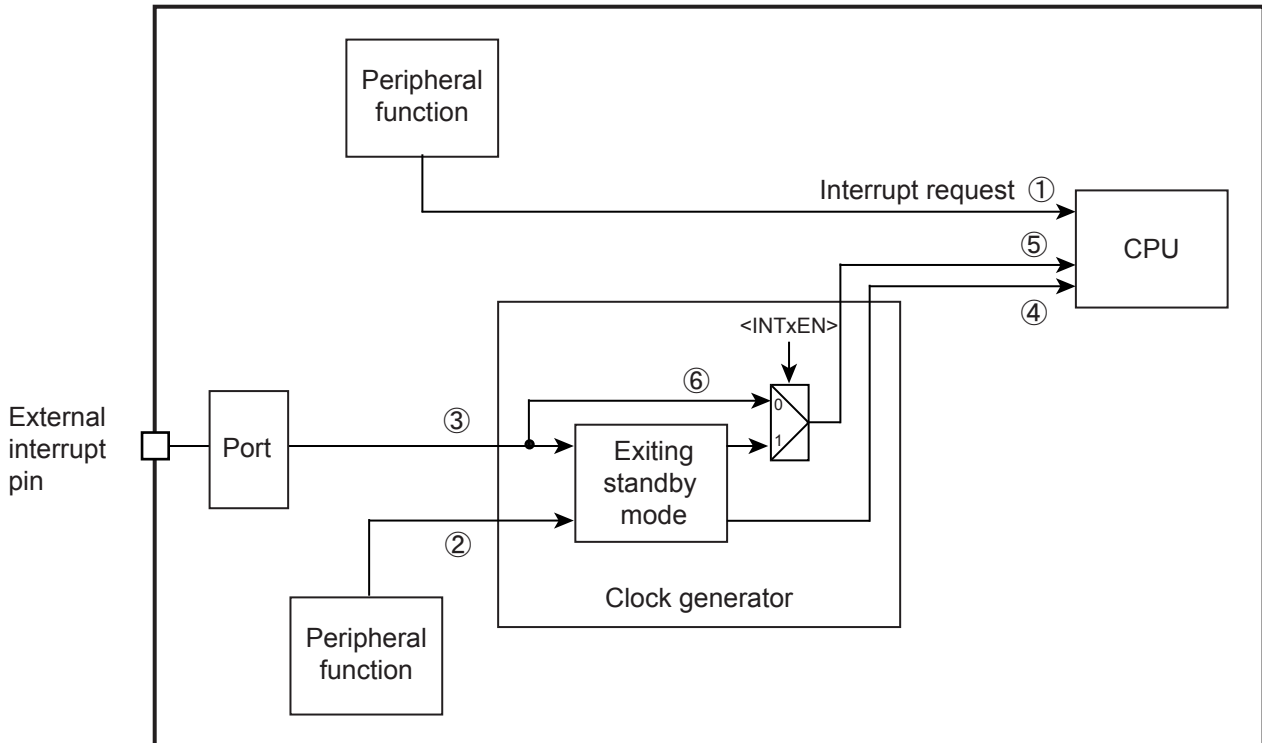 Peripheral
function
Interrupt request ①
CPU
⑤
④
<INTxEN>
⑥
0
External
interrupt
pin
Port
③
1
Exiting
standby
mode
②
Clock generator
Peripheral
function